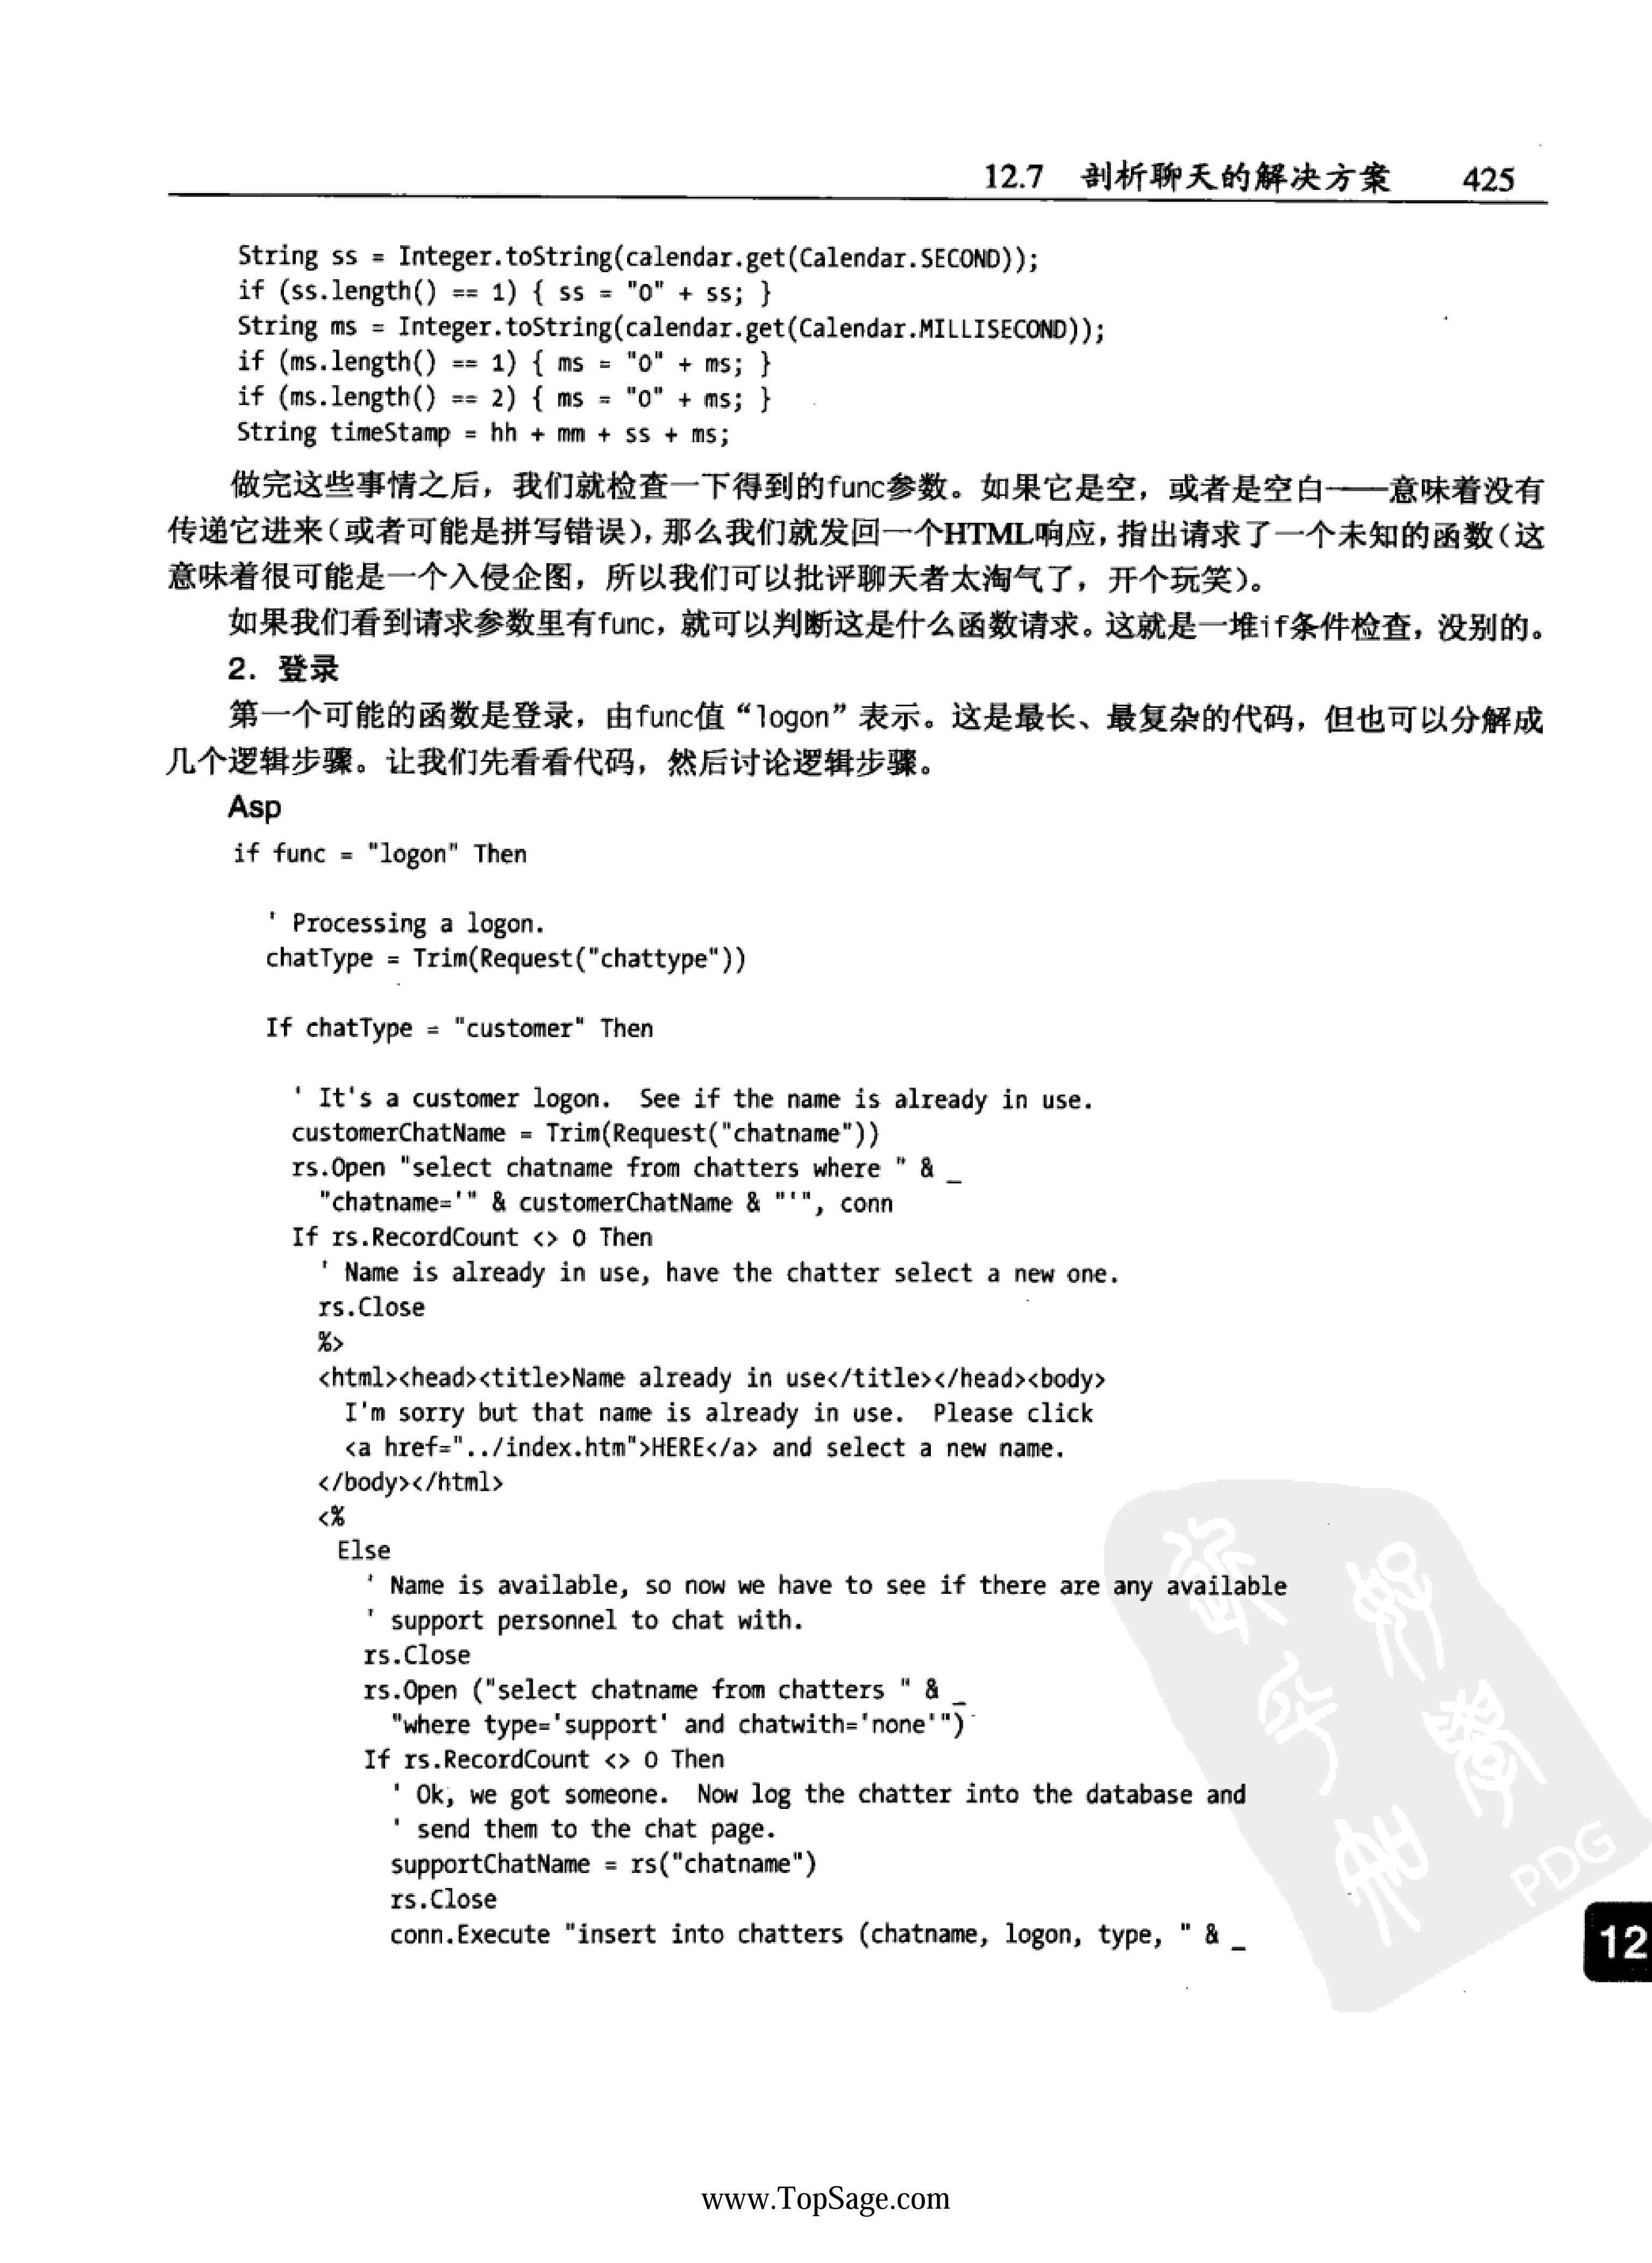 12.7 剖析聊天的解决方案 425
String ss = Integer.toString(calendar.get(Calendar.SECOND));
if (ss.length() == 1) { ss = "0" + ss; }
String ms = Integer.toString(calendar.get(Calendar.MILLISECOND));
if (ms.length() == 1) { ms = "0" + ms; }
if (ms.length() == 2) { ms = "0" + ms; }
String timeStamp = hh + mm + ss + ms;
做完这些事情之后，我们就检查一下得到的func参数。如果它是空，或者是空白——意味着没有
传递它进来（或者可能是拼写错误），那么我们就发回一个HTML响应，指出请求了一个未知的函数（这
意味着很可能是一个入侵企图，所以我们可以批评聊天者太淘气了，开个玩笑）。
如果我们看到请求参数里有func，就可以判断这是什么函数请求。这就是一堆if条件检查，没别的。
2. 登录
第一个可能的函数是登录，由func值“logon”表示。这是最长、最复杂的代码，但也可以分解成
几个逻辑步骤。让我们先看看代码，然后讨论逻辑步骤。
Asp
if func = "logon" Then
' Processing a logon.
chatType = Trim(Request("chattype"))
If chatType = "customer" Then
' It's a customer logon.  See if the name is already in use.
customerChatName = Trim(Request("chatname"))
rs.Open "select chatname from chatters where " & _
"chatname='" & customerChatName & "'", conn
If rs.RecordCount <> 0 Then
' Name is already in use, have the chatter select a new one.
rs.Close
%>
<html><head><title>Name already in use</title></head><body>
I'm sorry but that name is already in use.  Please click
<a href="../index.htm">HERE</a> and select a new name.
</body></html>
<%
Else
' Name is available, so now we have to see if there are any available
' support personnel to chat with.
rs.Close
rs.Open ("select chatname from chatters " & _
"where type='support' and chatwith='none'")
If rs.RecordCount <> 0 Then
' Ok, we got someone.  Now log the chatter into the database and
' send them to the chat page.
supportChatName = rs("chatname")
rs.Close
conn.Execute "insert into chatters (chatname, logon, type, " & _
PDG
12
www.TopSage.com